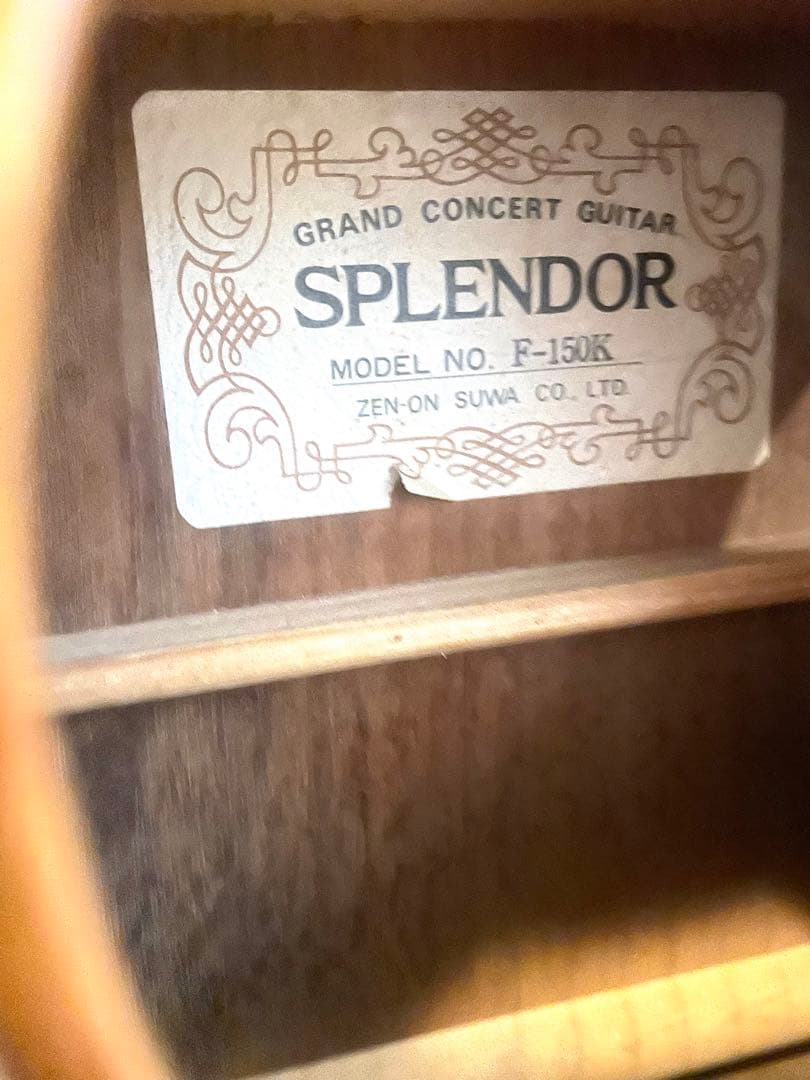 GRAND CONCERT GUITAR
SPLENDOR
MODEL NO. F-150K
ZEN-ON SUWA CO., LTD.